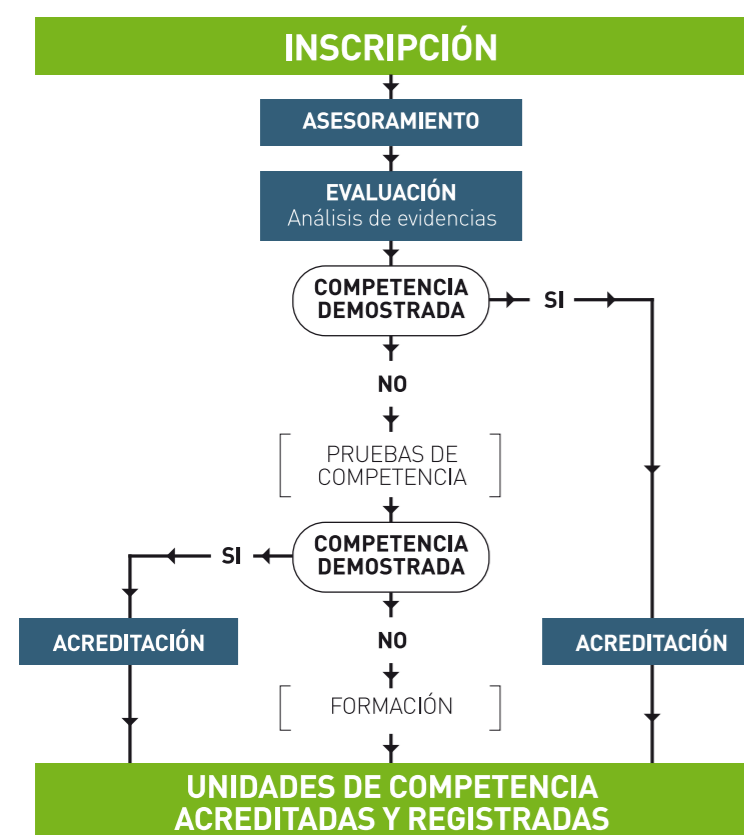 INSCRIPCIÓN
ASESORAMIENTO
EVALUACIÓN
Análisis de evidencias
COMPETENCIA
DEMOSTRADA
SI
NO
PRUEBAS DE
COMPETENCIA
COMPETENCIA
DEMOSTRADA
SI
ACREDITACIÓN
NO
ACREDITACIÓN
FORMACIÓN
UNIDADES DE COMPETENCIA
ACREDITADAS Y REGISTRADAS